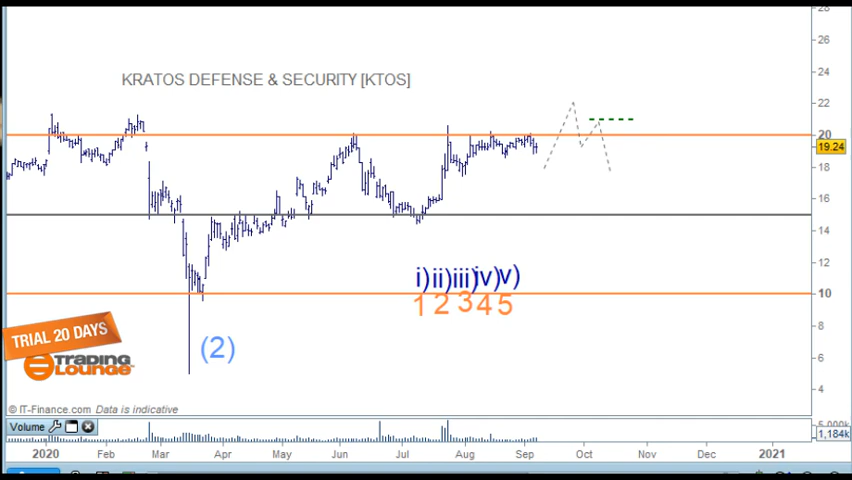 28
26
24
KRATOS DEFENSE & SECURITY [KTOS]
22
20
19.24
18
16
14
12
i) ii) iii) iv) v)
1 2 3 4 5
10
8
TRIAL 20 DAYS
TRADING
LOUNGE
(2)
6
4
© IT-Finance.com Data is indicative
Volume
5,000k
1,184k
2020 Feb Mar Apr May Jun Jul Aug Sep Oct Nov Dec 2021